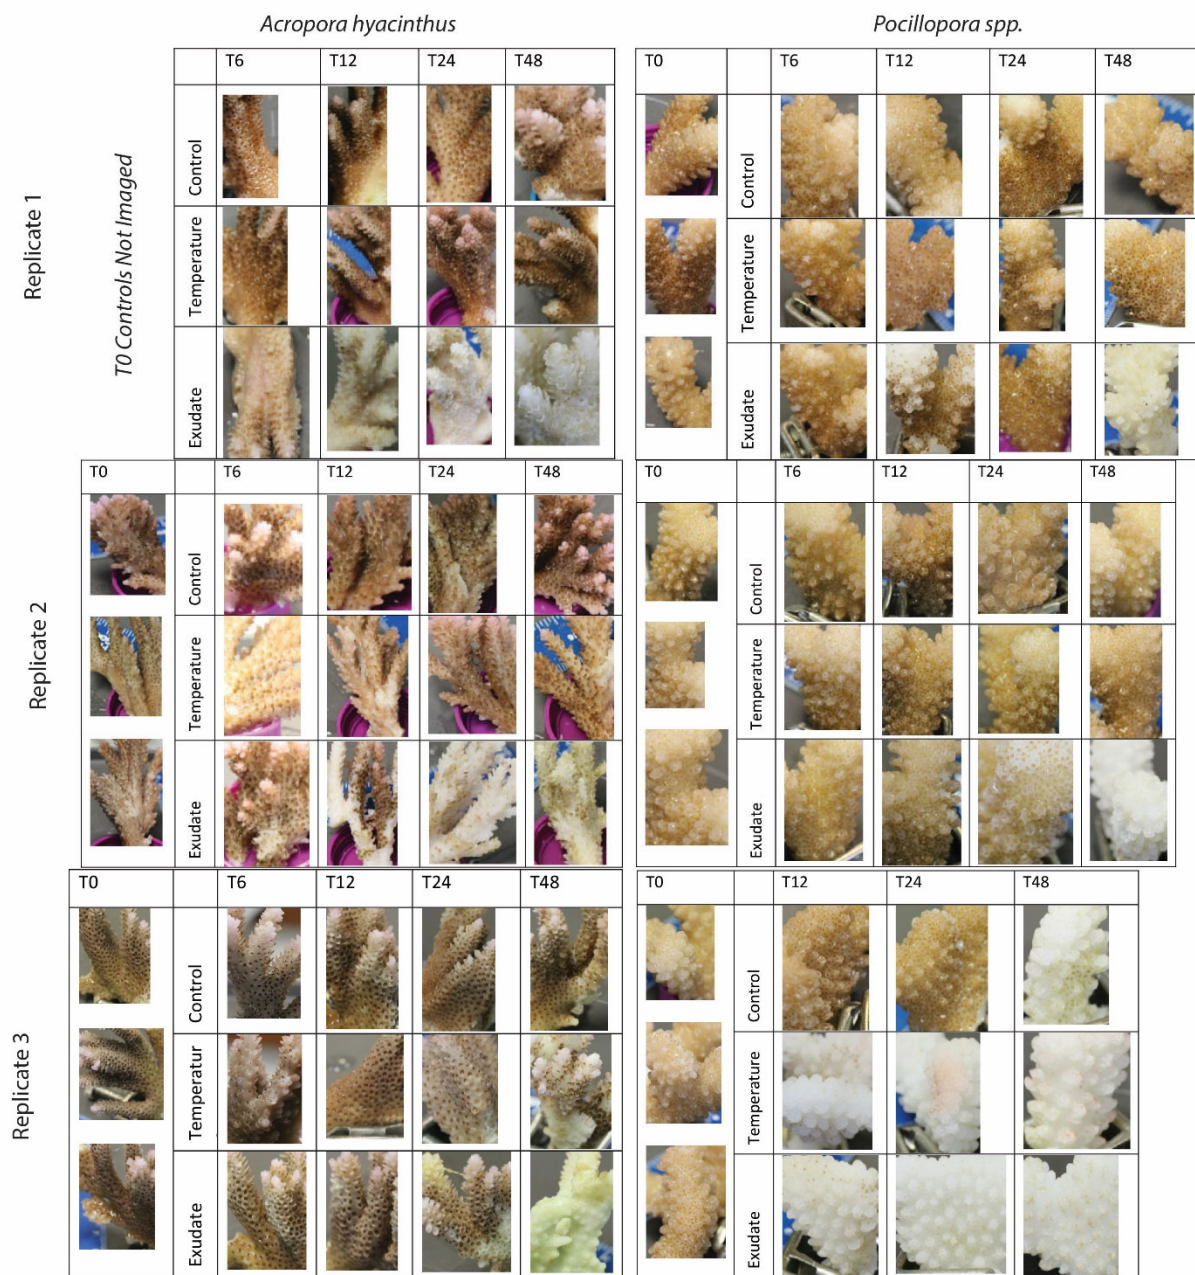 Acropora hyacinthus
Pocillopora spp.
Replicate 1
T0 Controls Not Imaged
T6 T12 T24 T48
Control
Temperature
Exudate
T0 T6 T12 T24 T48
Control
Temperature
Exudate
Replicate 2
T0 T6 T12 T24 T48
Control
Temperature
Exudate
T0 T6 T12 T24 T48
Control
Temperature
Exudate
Replicate 3
T0 T6 T12 T24 T48
Control
Temperatur
Exudate
T0 T12 T24 T48
Control
Temperature
Exudate